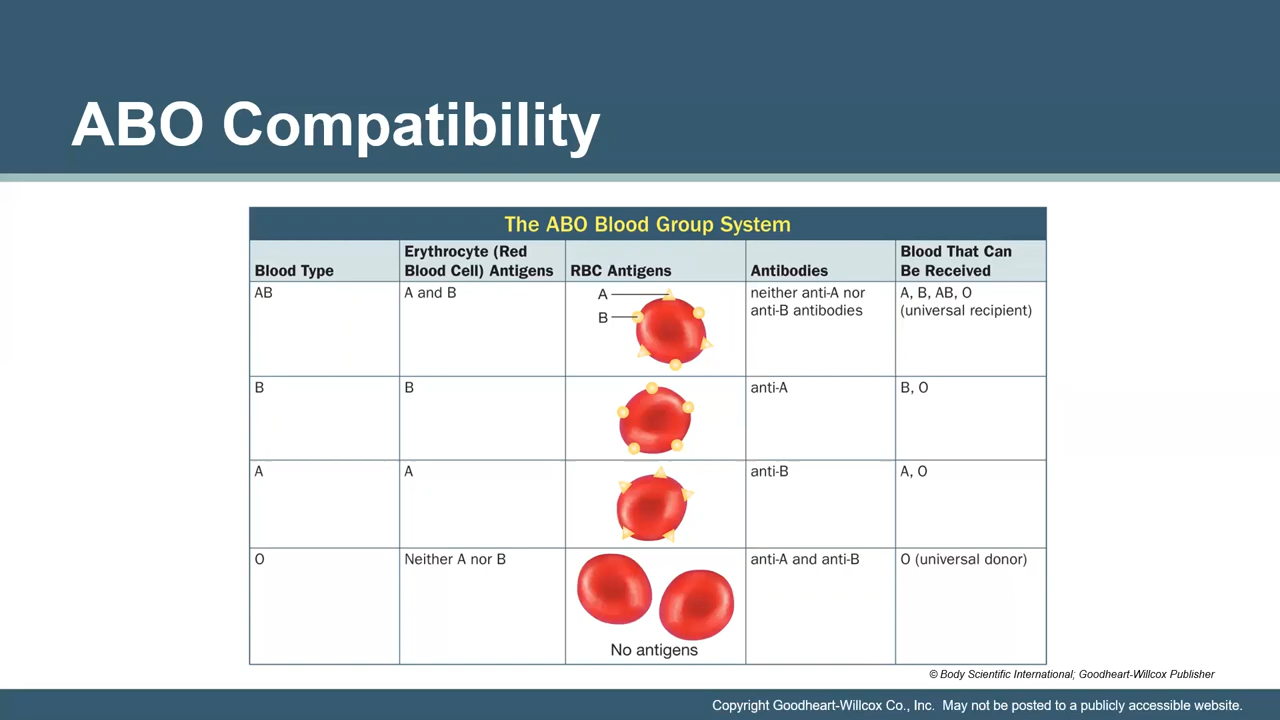 ABO Compatibility
The ABO Blood Group System
Blood Type
Erythrocyte (Red
Blood Cell) Antigens
RBC Antigens
Antibodies
Blood That Can
Be Received
AB
A and B
A
B
neither anti-A nor
anti-B antibodies
A, B, AB, O
(universal recipient)
B
B
anti-A
B, O
A
A
anti-B
A, O
O
Neither A nor B
No antigens
anti-A and anti-B
O (universal donor)
© Body Scientific International; Goodheart-Willcox Publisher
Copyright Goodheart-Willcox Co., Inc. May not be posted to a publicly accessible website.